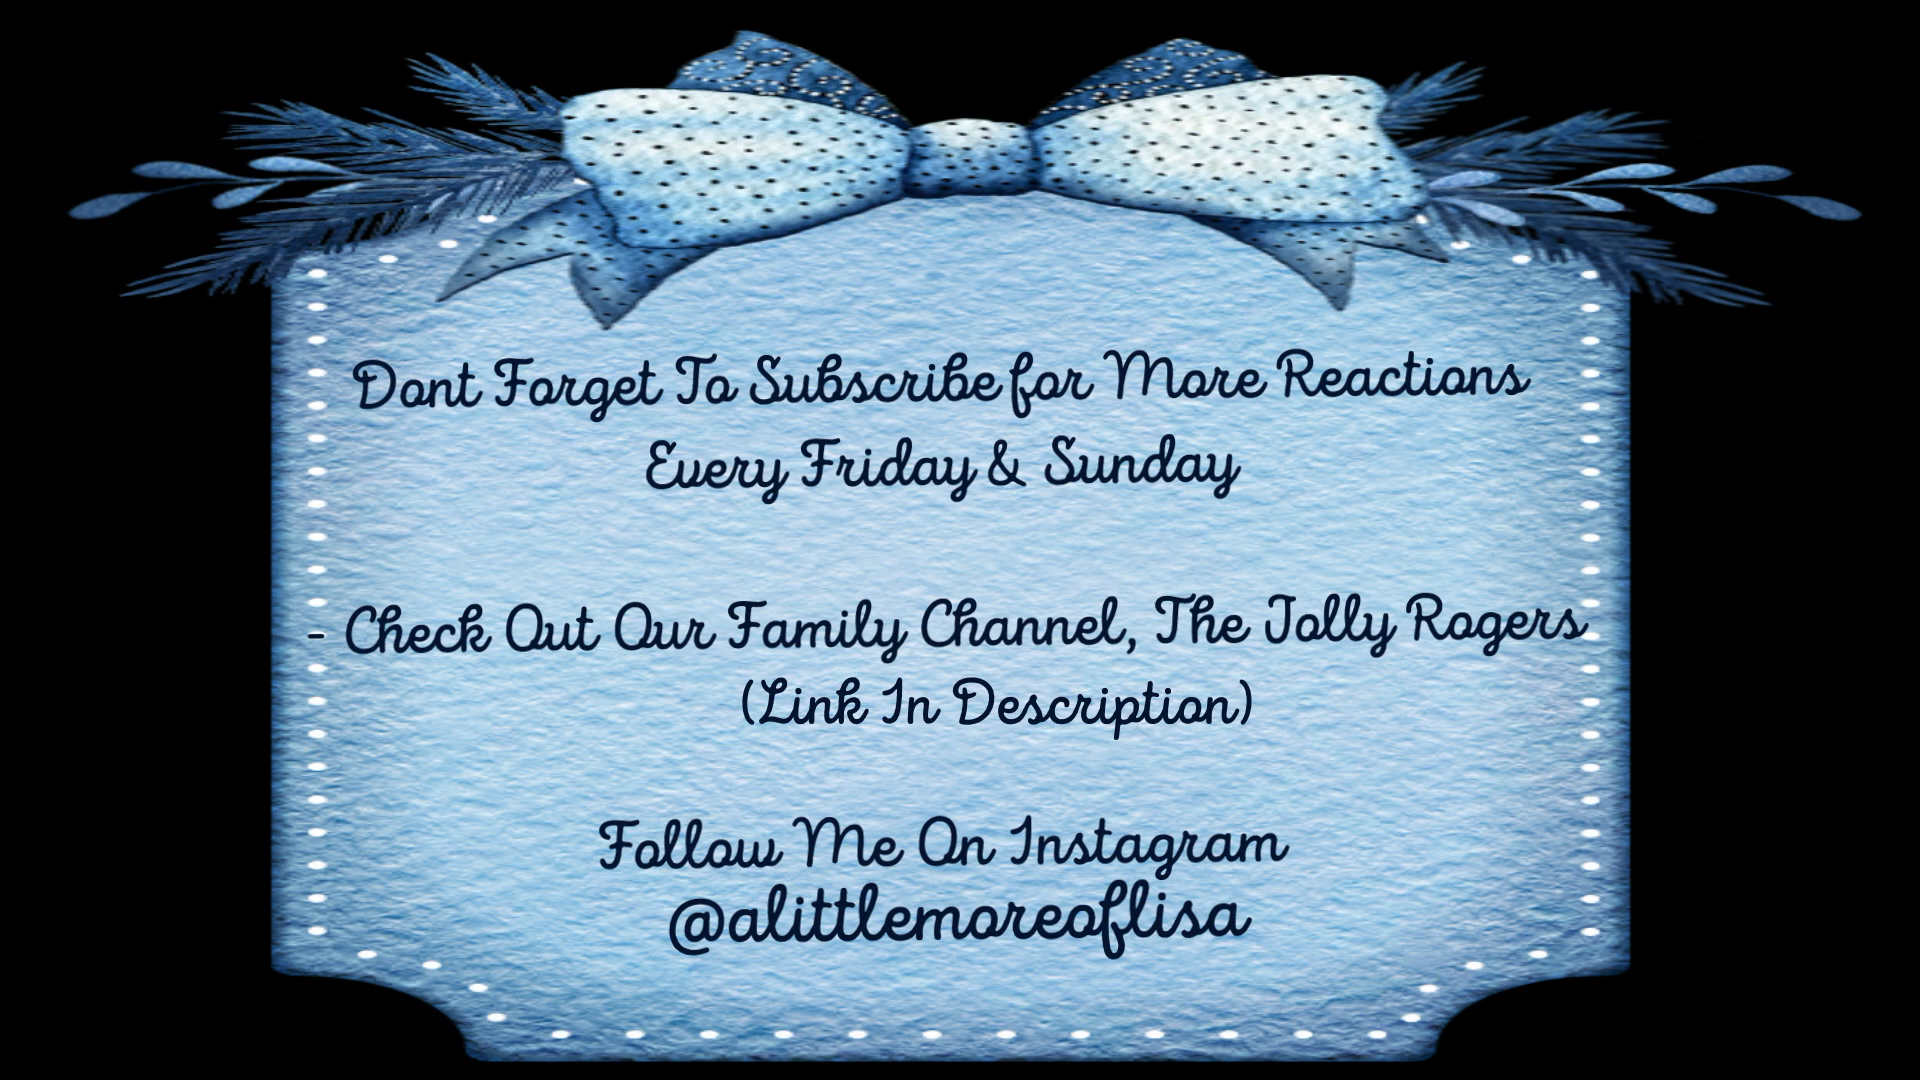 Dont Forget To Subscribe for More Reactions
Every Friday & Sunday
- Check Out Our Family Channel, The Jolly Rogers
(Link In Description)
Follow Me On Instagram
@alittlemoreoflisa